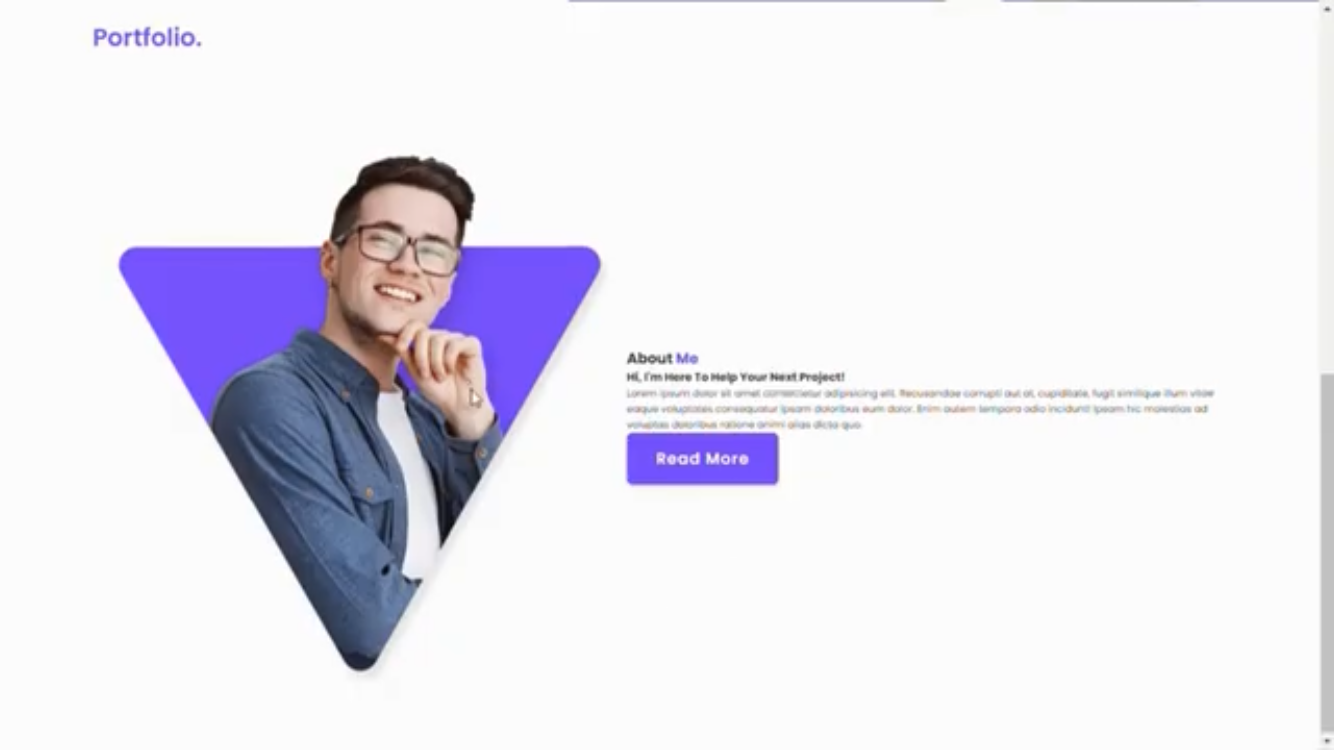 Portfolio.
About Me
Hi, I'm Here To Help Your Next Project!
Lorem ipsum dolor sit amet consectetur adipisicing elit. Recusandae corrupti aut at, cupiditate, fugit similique illum vitae
eaque voluptates consequatur ipsam doloribus eum dolor. Enim autem tempora odio incidunt! Ipsam hic molestias ad
voluptas doloribus ratione animi alias dicta quo.
Read More